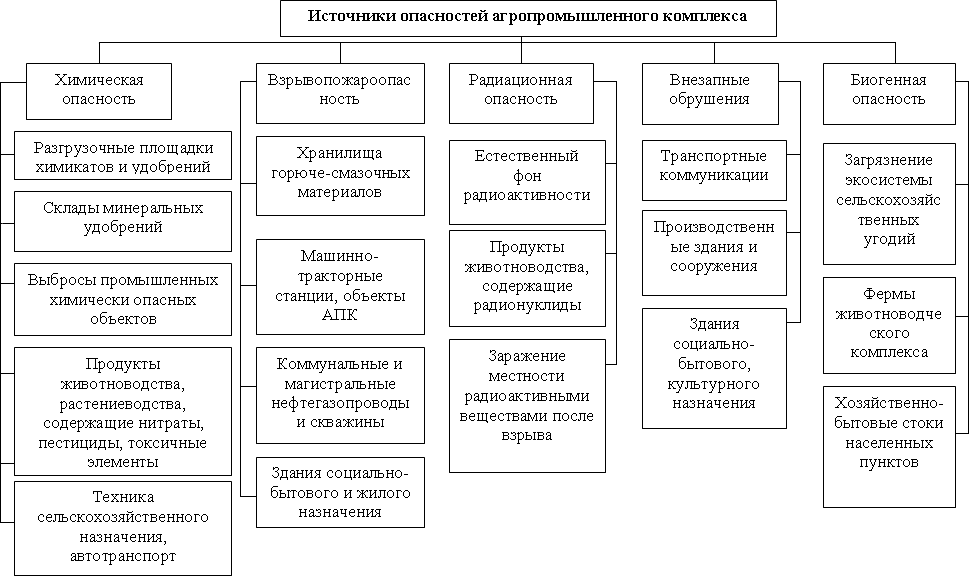 Источники опасностей агропромышленного комплекса
Химическая
опасность
Разгрузочные площадки
химикатов и удобрений
Склады минеральных
удобрений
Выбросы промышленных
химически опасных
объектов
Продукты
животноводства,
растениеводства,
содержащие нитраты,
пестициды, токсичные
элементы
Техника
сельскохозяйственного
назначения,
автотранспорт
Взрывопожароопас
ность
Хранилища
горюче-смазочных
материалов
Машинно-
тракторные
станции, объекты
АПК
Коммунальные и
магистральные
нефтегазопроводы
и скважины
Здания социально-
бытового и жилого
назначения
Радиационная
опасность
Естественный
фон
радиоактивности
Продукты
животноводства,
содержащие
радионуклиды
Заражение
местности
радиоактивными
веществами после
взрыва
Внезапные
обрушения
Транспортные
коммуникации
Производственн
ые здания и
сооружения
Здания
социально-
бытового,
культурного
назначения
Биогенная
опасность
Загрязнение
экосистемы
сельскохозяйс
твенных
угодий
Фермы
животноводче
ского
комплекса
Хозяйственно-
бытовые стоки
населенных
пунктов